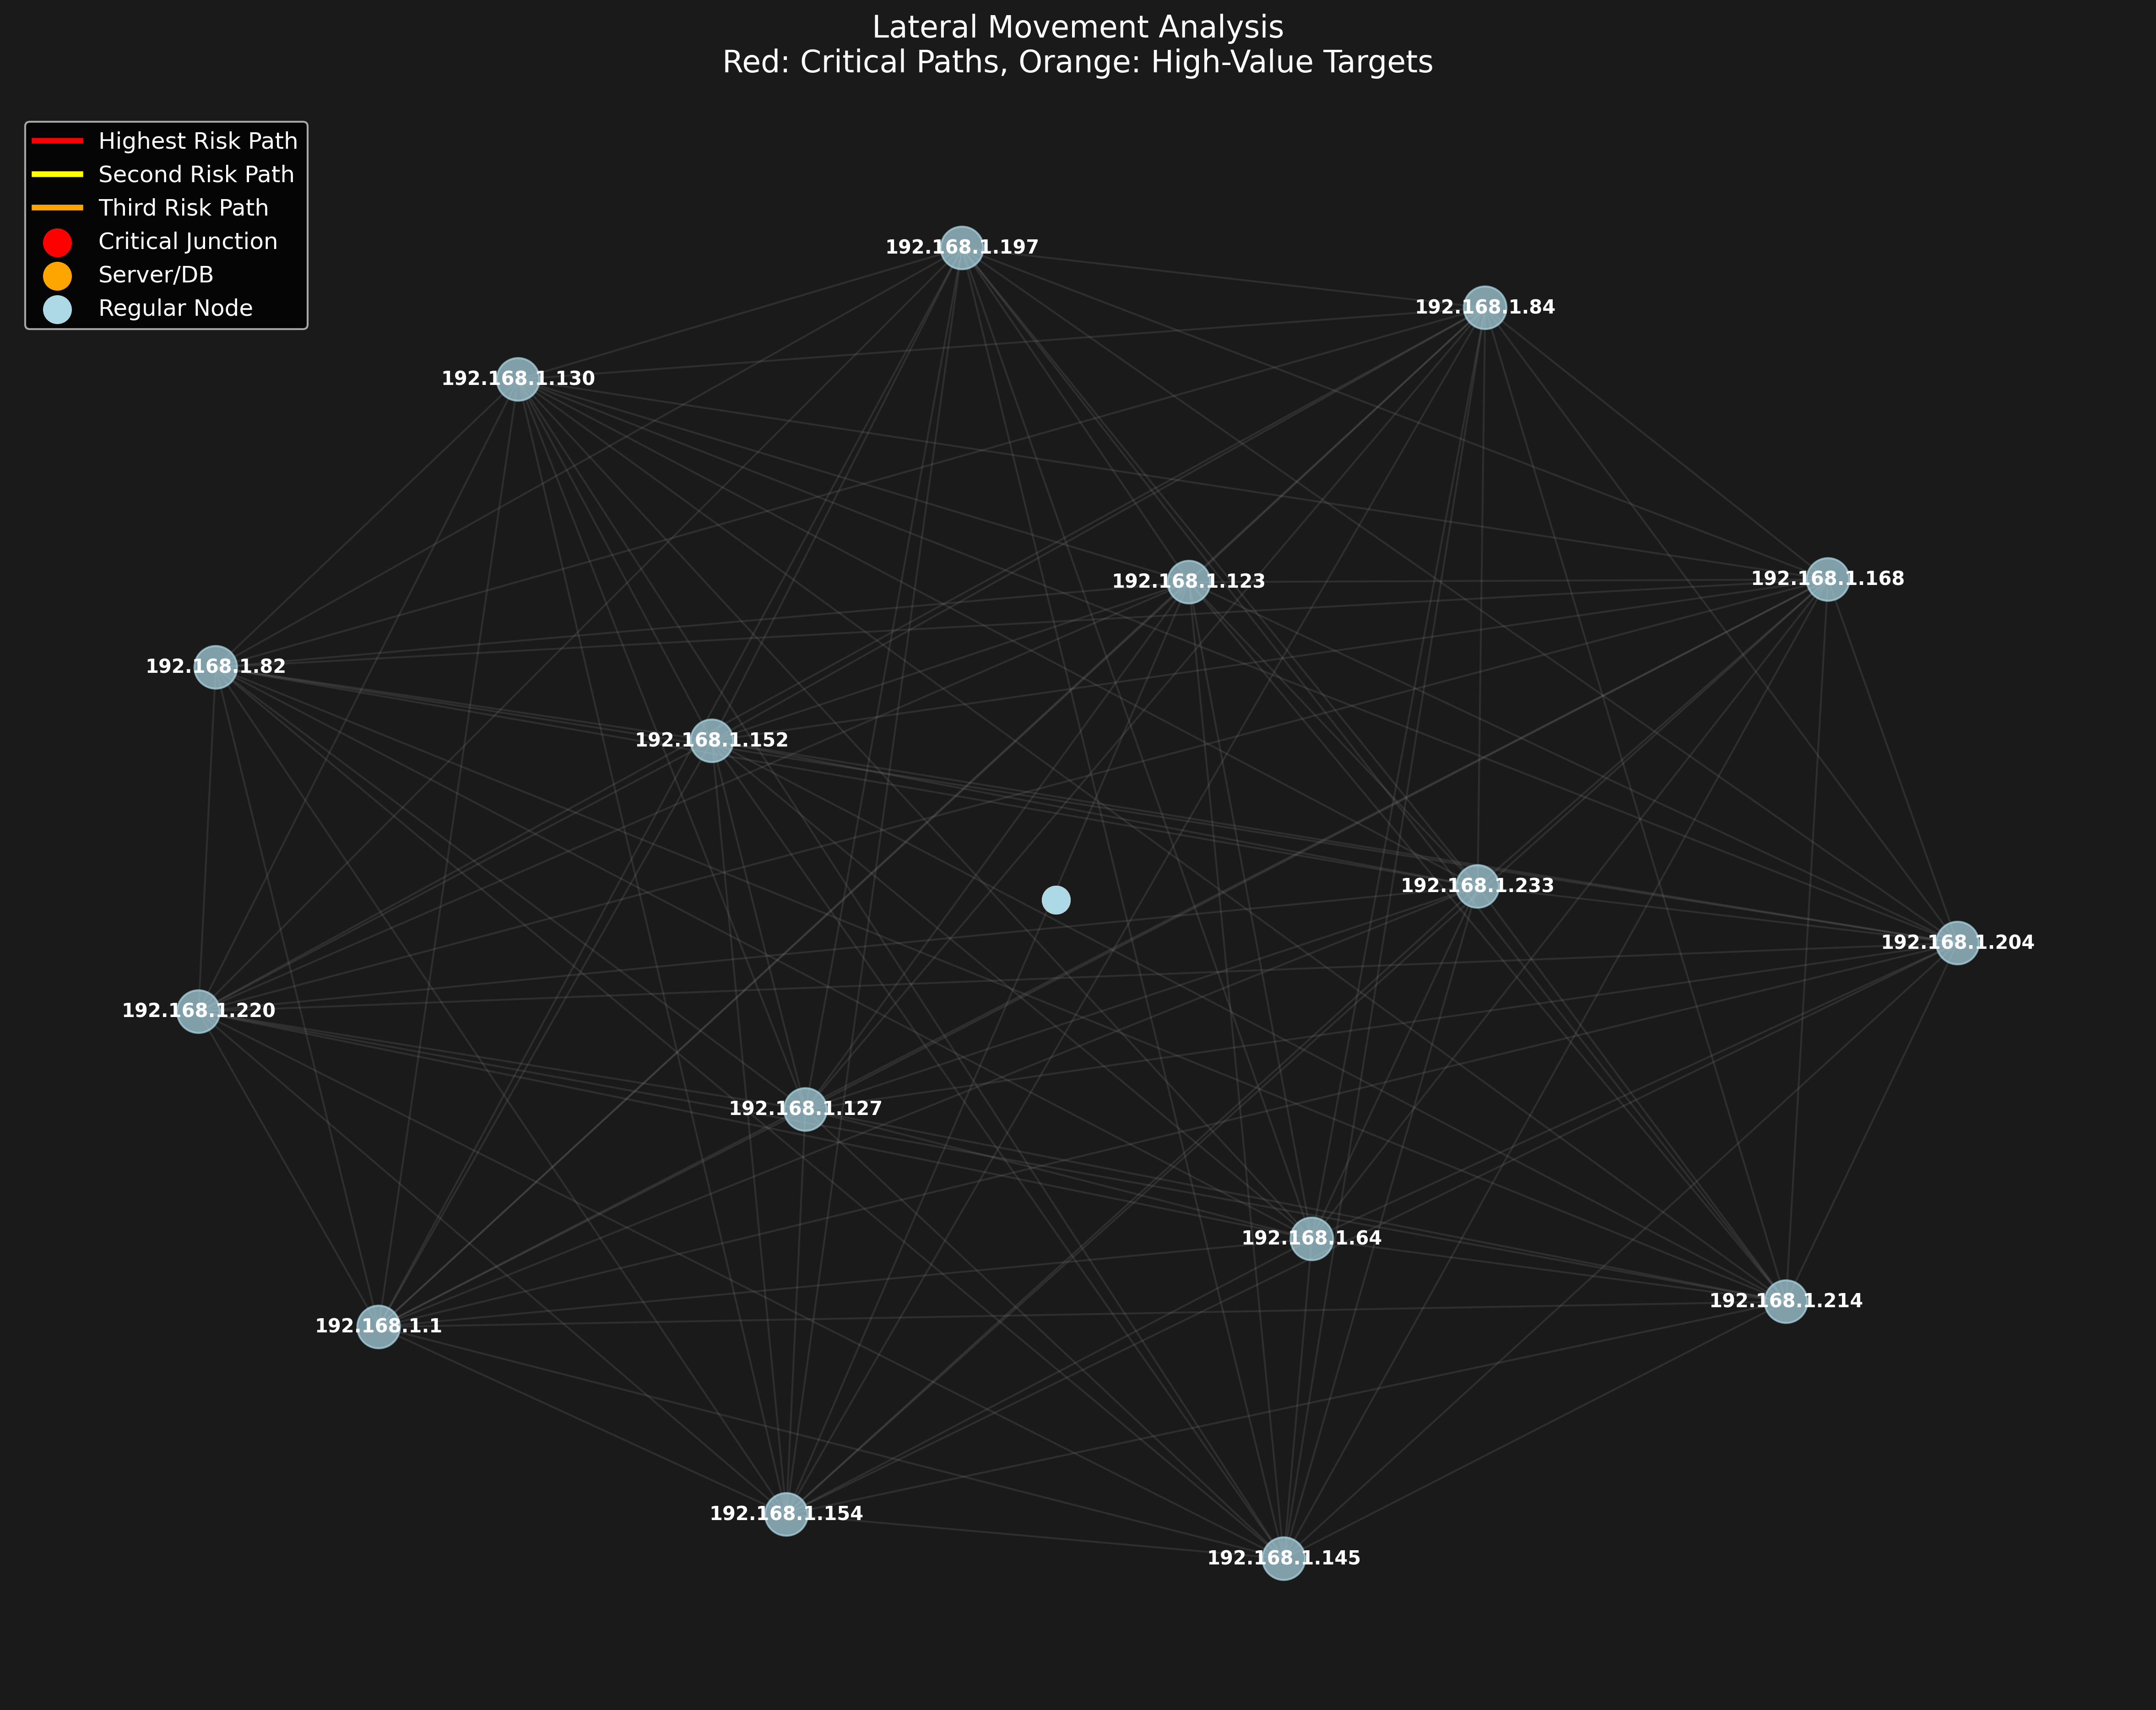 Lateral Movement Analysis
Red: Critical Paths, Orange: High-Value Targets
Highest Risk Path
Second Risk Path
Third Risk Path
Critical Junction
Server/DB
Regular Node
192.168.1.197
192.168.1.84
192.168.1.130
192.168.1.123
192.168.1.168
192.168.1.82
192.168.1.152
192.168.1.233
192.168.1.204
192.168.1.220
192.168.1.127
192.168.1.64
192.168.1.214
192.168.1.1
192.168.1.154
192.168.1.145